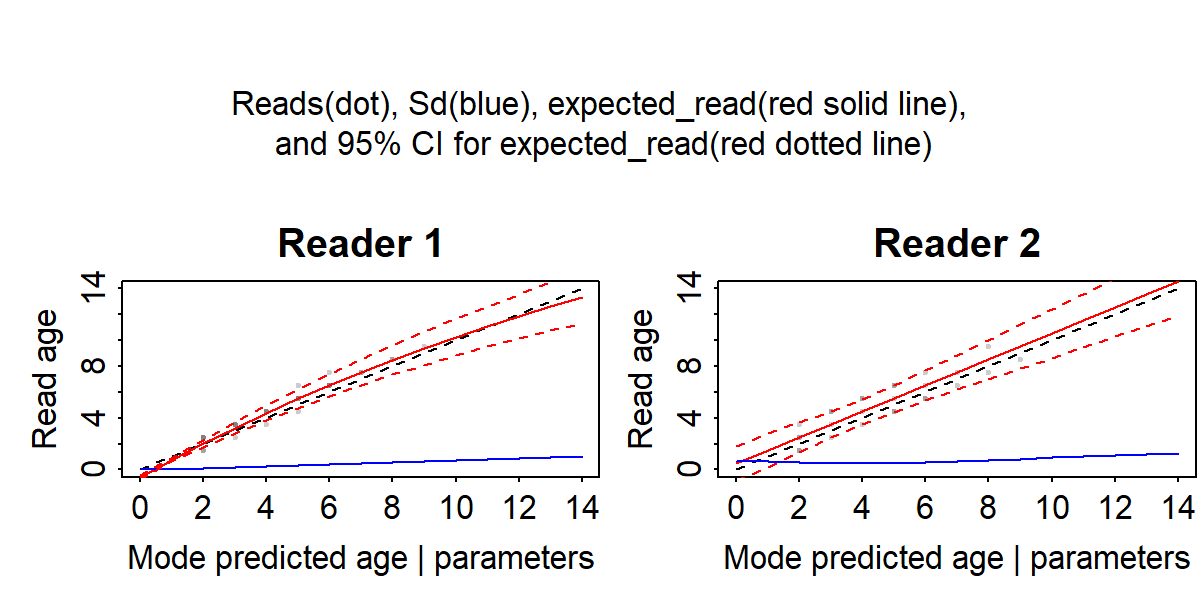 Reads(dot), Sd(blue), expected_read(red solid line),
and 95% CI for expected_read(red dotted line)
Reader 1
Read age
0 4 8 14
0 2 4 6 8 10 12 14
Mode predicted age | parameters
Reader 2
Read age
0 4 8 14
0 2 4 6 8 10 12 14
Mode predicted age | parameters